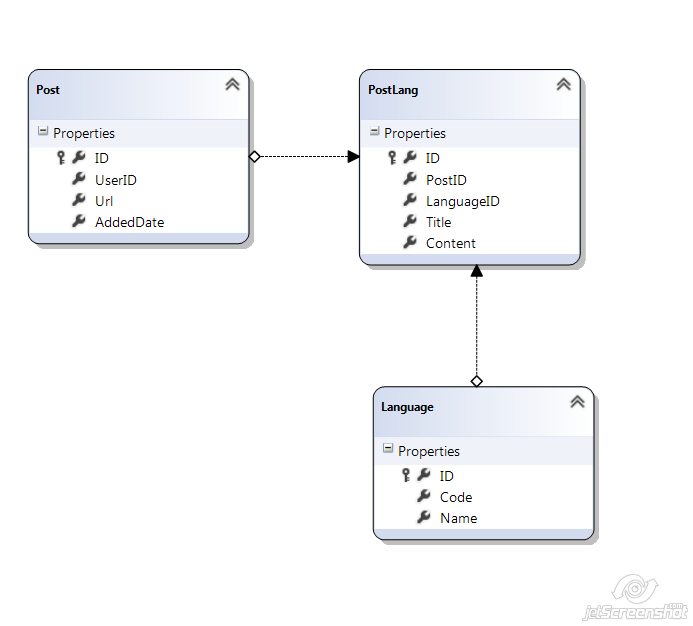 Post
Properties
ID
UserID
Url
AddedDate
PostLang
Properties
ID
PostID
LanguageID
Title
Content
Language
Properties
ID
Code
Name
jetScreenshot.com